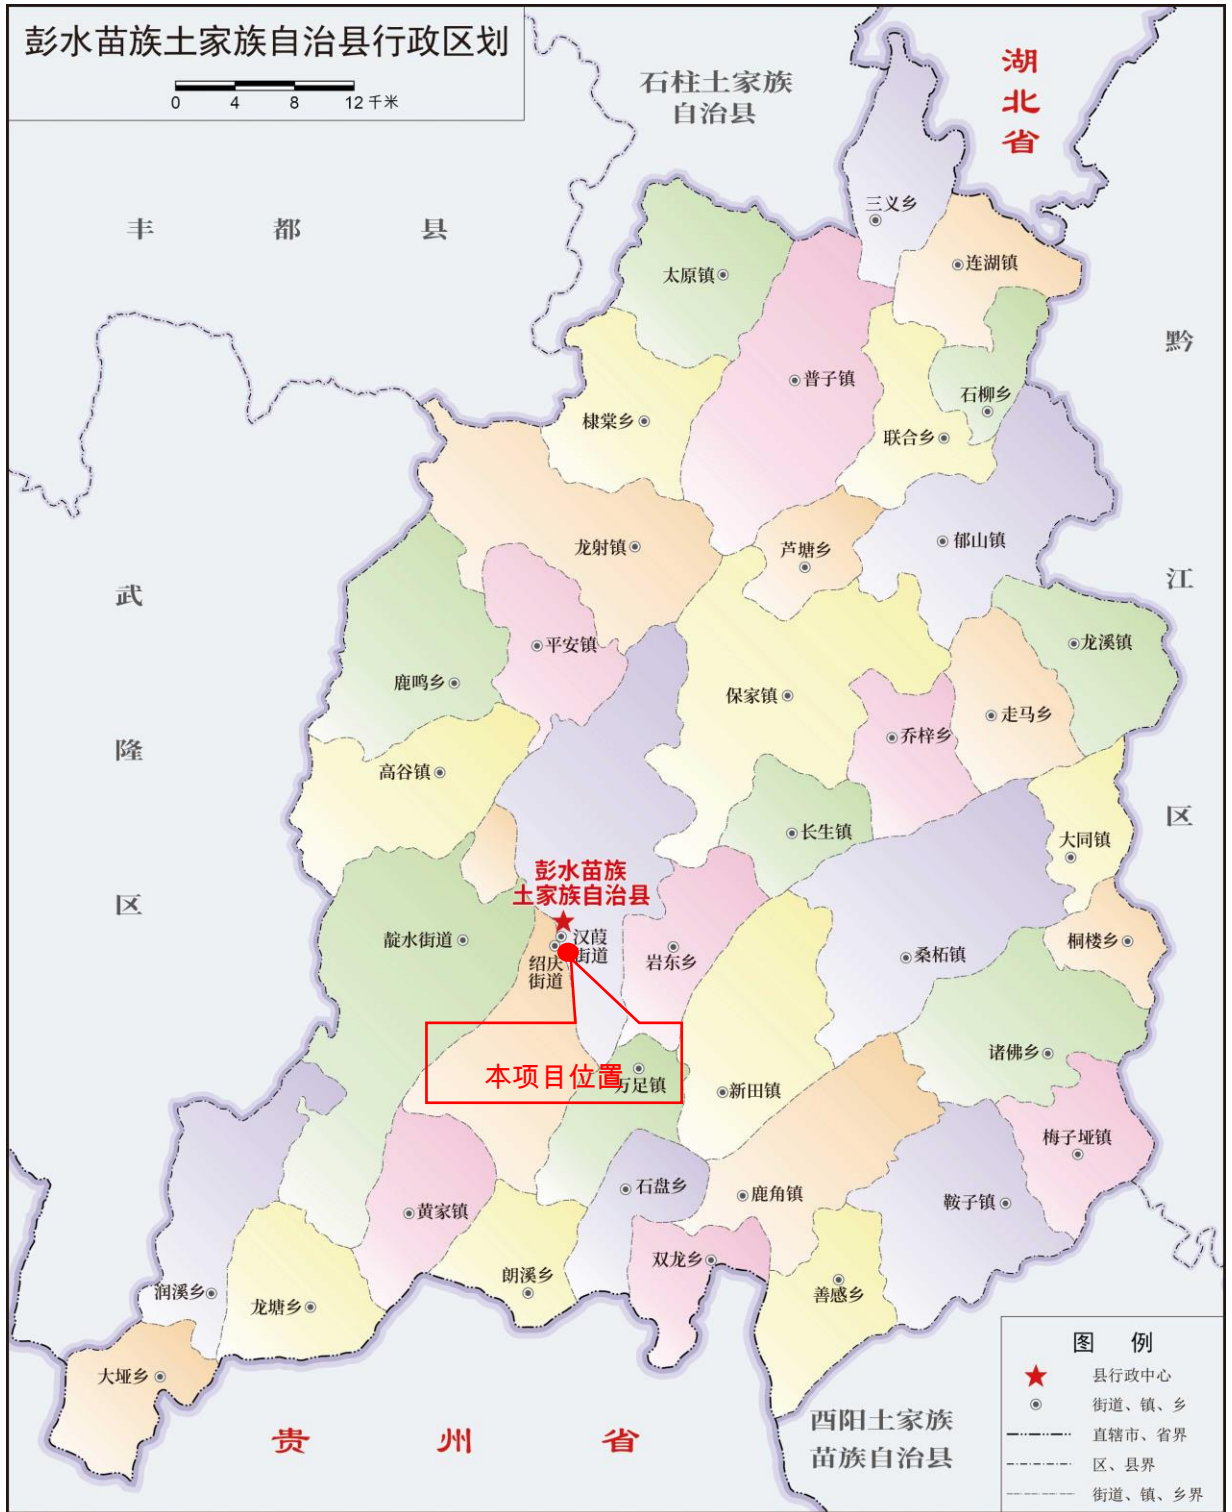 彭水苗族土家族自治县行政区划
0 4 8 12 千米
石柱土家族
自治县
湖
北
省
丰 都 县
三义乡
连湖镇
太原镇
黔
普子镇
石柳乡
棣棠乡
联合乡
郁山镇
龙射镇
芦塘乡
江
武
龙溪镇
平安镇
鹿鸣乡
保家镇
走马乡
乔梓乡
隆
高谷镇
区
长生镇
大同镇
彭水苗族
土家族自治县
区
汉葭
街道
靛水街道
绍庆
街道
岩东乡
桑柘镇
桐楼乡
诸佛乡
本项目位置
万足镇
新田镇
梅子垭镇
石盘乡
鹿角镇
鞍子镇
黄家镇
双龙乡
朗溪乡
润溪乡
善感乡
龙塘乡
大垭乡
贵 州 省
酉阳土家族
苗族自治县
图 例
县行政中心
街道、镇、乡
直辖市、省界
区、县界
街道、镇、乡界